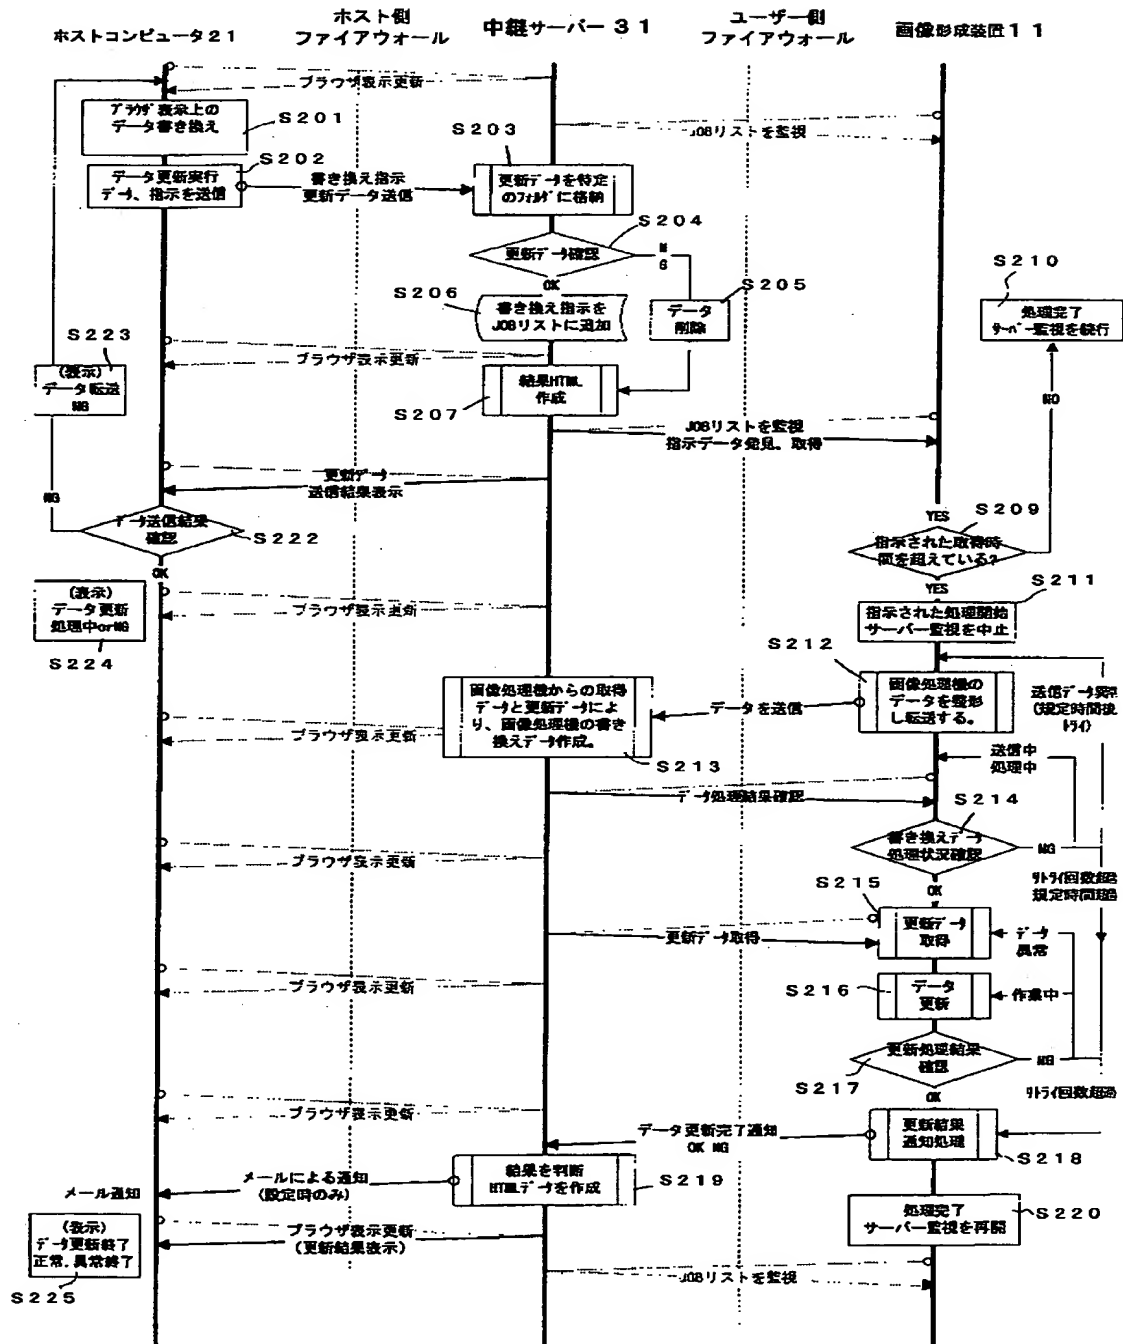 ホストコンピュータ21
ホスト側
ファイアウォール
中継サーバー31
ユーザー側
ファイアウォール
画像形成装置11
ブラウザ表示更新
ブラウザ表示上の
データ書き換え
S201
S203
JOBリストを監視
S202
データ更新実行
データ、指示を送信
書き換え指示
更新データ送信
更新データを特定
のフォルダに格納
S204
更新データ確認
NG
OK
S206
書き換え指示を
JOBリストに追加
S205
データ
削除
S210
処理完了
サーバー監視を続行
S223
(表示)
データ転送
NG
ブラウザ表示更新
結果HTML
作成
S207
NO
JOBリストを監視
指示データ発見、取得
更新データ
送信結果表示
NG
データ送信結果
確認
S222
OK
YES
S209
指示された取得時
間を超えている?
YES
(表示)
データ更新
処理中orNG
S224
ブラウザ表示更新
S211
指示された処理開始
サーバー監視を中止
S212
画像処理機の
データを整形
し転送する。
送信データ異常
(規定時間後
リトライ)
データを送信
画像処理機からの取得
データと更新データによ
り、画像処理機の書き
換えデータ作成。
S213
ブラウザ表示更新
送信中
処理中
データ処理結果確認
S214
書き換えデータ
処理状況確認
NG
OK
リトライ回数超過
規定時間超過
ブラウザ表示更新
S215
更新データ
取得
更新データ取得
データ
異常
ブラウザ表示更新
S216
データ
更新
作業中
更新処理結果
確認
NG
S217
OK
リトライ回数超過
ブラウザ表示更新
データ更新完了通知
OK NG
更新結果
通知処理
S218
メール通知
メールによる通知
(設定時のみ)
結果を判断
HTMLデータを作成
S219
処理完了
サーバー監視を再開
S220
(表示)
データ更新終了
正常、異常終了
S225
ブラウザ表示更新
(更新結果表示)
JOBリストを監視